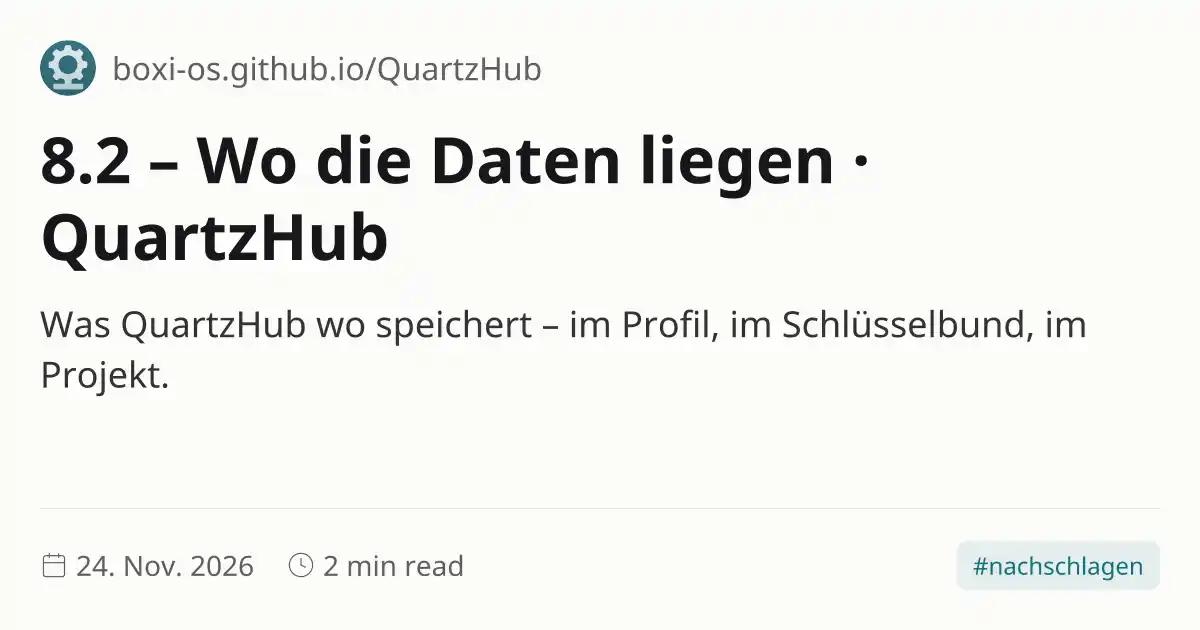 boxi-os.github.io/QuartzHub
8.2 – Wo die Daten liegen ·
QuartzHub
Was QuartzHub wo speichert – im Profil, im Schlüsselbund, im
Projekt.
24. Nov. 2026 2 min read #nachschlagen